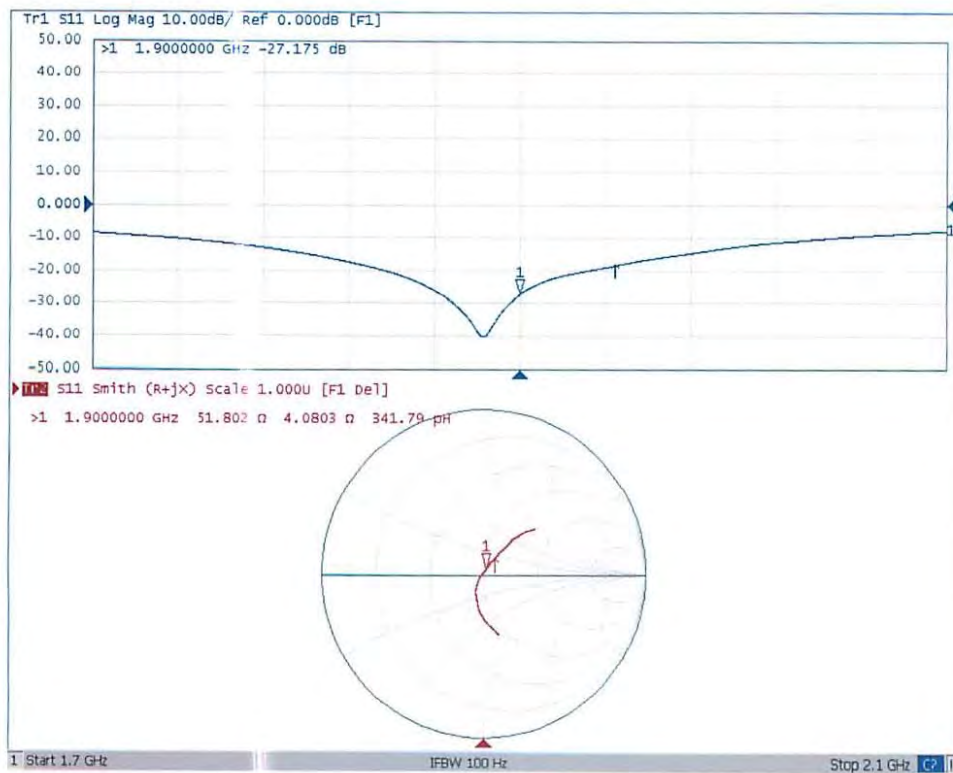 Tr1 S11 Log Mag 10.00dB/ Ref 0.000dB [F1]
50.00
>1 1.9000000 GHz -27.175 dB
40.00
30.00
20.00
10.00
0.000
-10.00
1
-20.00
1
-30.00
-40.00
-50.00
Tr2 S11 Smith (R+jX) Scale 1.000U [F1 Del]
>1 1.9000000 GHz 51.802 Ω 4.0803 Ω 341.79 pH
1
1 Start 1.7 GHz IFBW 100 Hz Stop 2.1 GHz C?